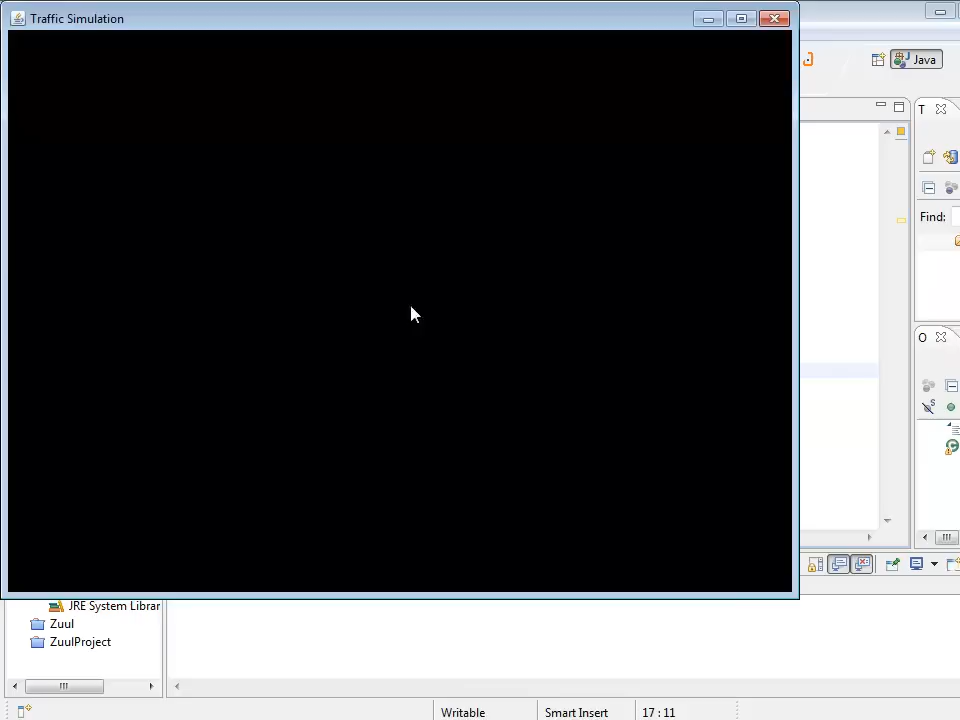 Traffic Simulation
Java
T
Find:
O
JRE System Librar
Zuul
ZuulProject
Writable
Smart Insert
17 : 11